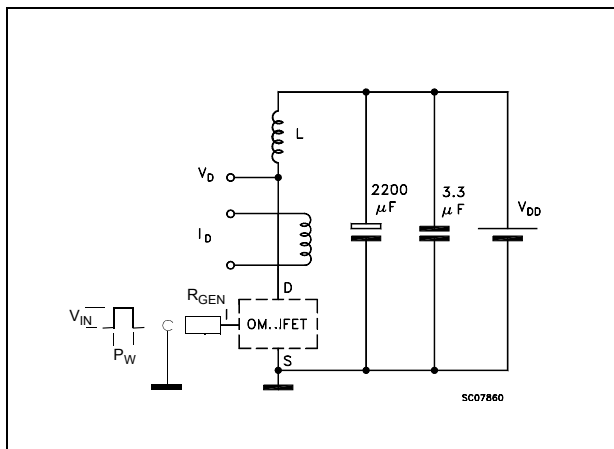 L
V_D
2200
µF
3.3
µF
V_DD
I_D
D
R_GEN
I
V_IN
OM...IFET
P_W
S
SC07860